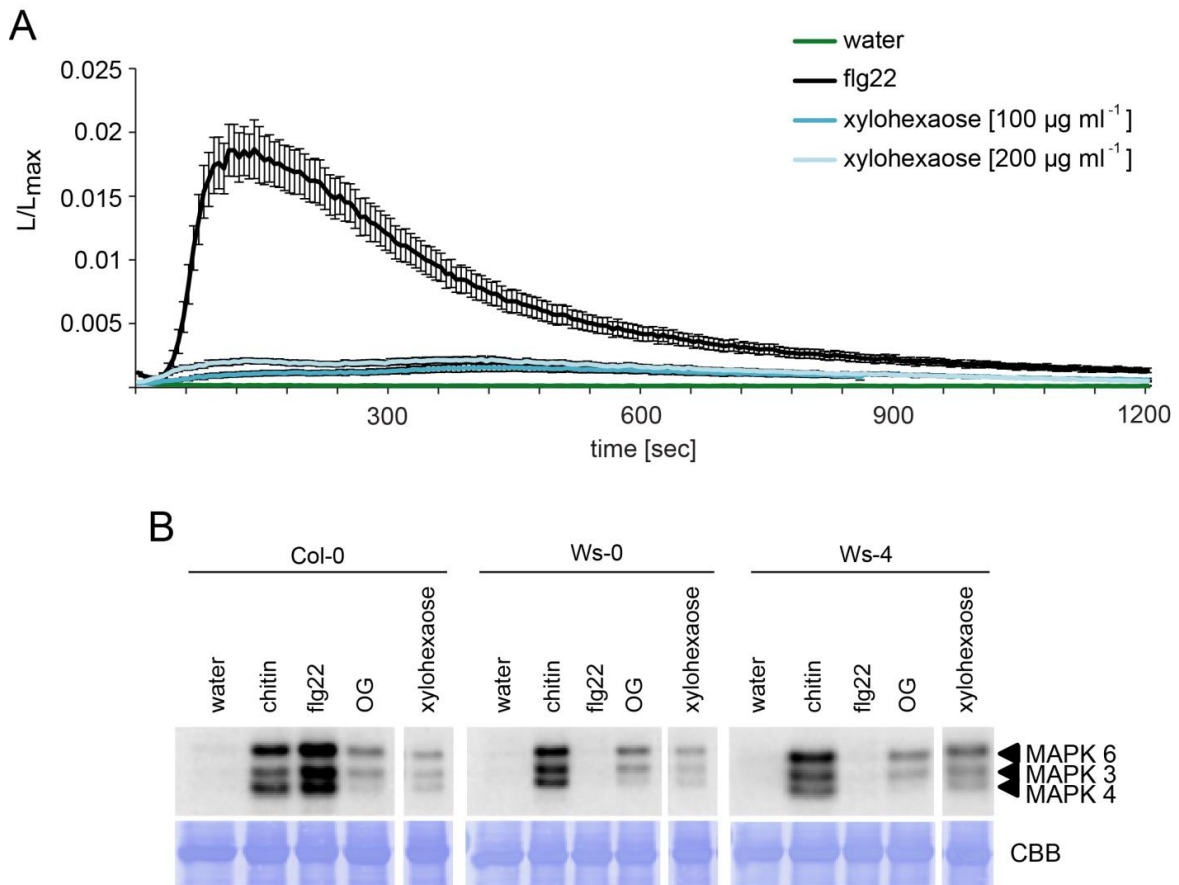 A
water
flg22
xylohexaose [100 µg ml-1]
xylohexaose [200 µg ml-1]
0.025
0.02
0.015
0.01
0.005
L/Lmax
300 600 900 1200
time [sec]
B
Col-0 Ws-0 Ws-4
water chitin flg22 OG xylohexaose water chitin flg22 OG xylohexaose water chitin flg22 OG xylohexaose
MAPK 6
MAPK 3
MAPK 4
CBB